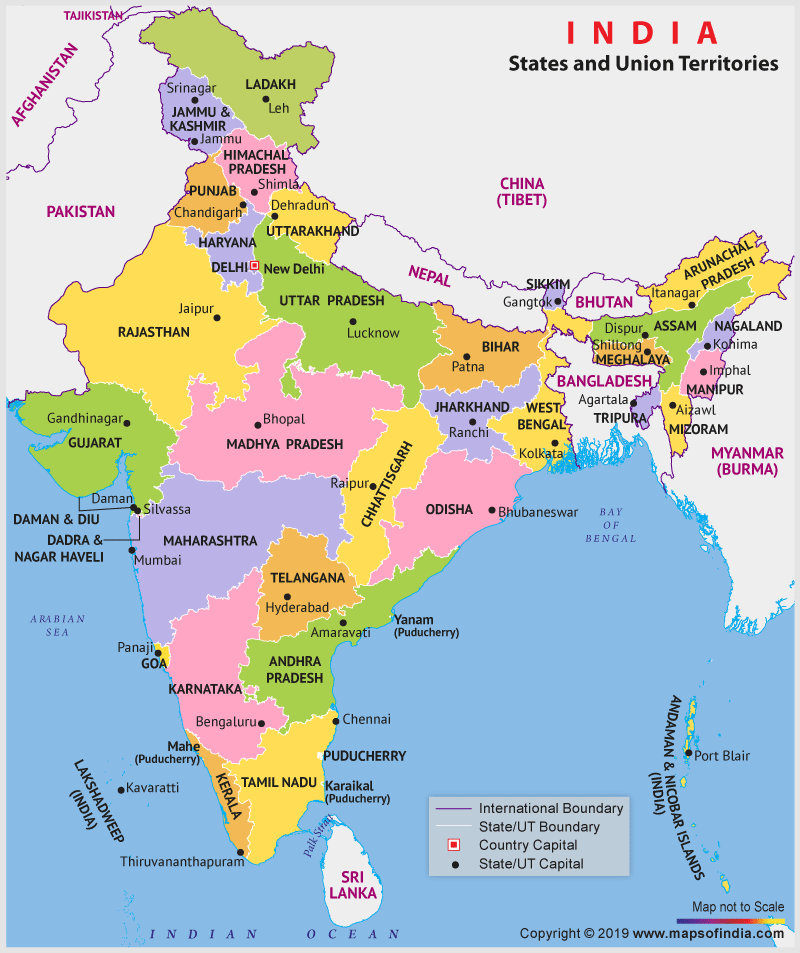 INDIA
States and Union Territories
TAJIKISTAN
AFGHANISTAN
PAKISTAN
CHINA
(TIBET)
NEPAL
BHUTAN
BANGLADESH
MYANMAR
(BURMA)
SRI
LANKA
LADAKH
Leh
Srinagar
JAMMU &
KASHMIR
Jammu
HIMACHAL
PRADESH
Shimla
PUNJAB
Chandigarh
Dehradun
UTTARAKHAND
HARYANA
DELHI
New Delhi
UTTAR PRADESH
Lucknow
Jaipur
RAJASTHAN
BIHAR
Patna
SIKKIM
Gangtok
ARUNACHAL
PRADESH
Itanagar
Dispur
ASSAM
NAGALAND
Kohima
Shillong
MEGHALAYA
Imphal
MANIPUR
Agartala
TRIPURA
Aizawl
MIZORAM
Gandhinagar
GUJARAT
Bhopal
MADHYA PRADESH
JHARKHAND
Ranchi
WEST
BENGAL
Kolkata
CHHATTISGARH
Raipur
ODISHA
Bhubaneswar
Daman
DAMAN & DIU
Silvassa
DADRA &
NAGAR HAVELI
MAHARASHTRA
Mumbai
TELANGANA
Hyderabad
Amaravati
Yanam
(Puducherry)
ANDHRA
PRADESH
Panaji
GOA
KARNATAKA
Bengaluru
Chennai
Mahe
(Puducherry)
PUDUCHERRY
KERALA
TAMIL NADU
Karaikal
(Puducherry)
Thiruvananthapuram
LAKSHADWEEP
(INDIA)
Kavaratti
ANDAMAN & NICOBAR ISLANDS
(INDIA)
Port Blair
BAY
OF
BENGAL
ARABIAN
SEA
Palk Strait
INDIAN OCEAN
International Boundary
State/UT Boundary
Country Capital
State/UT Capital
Map not to Scale
Copyright © 2019 www.mapsofindia.com